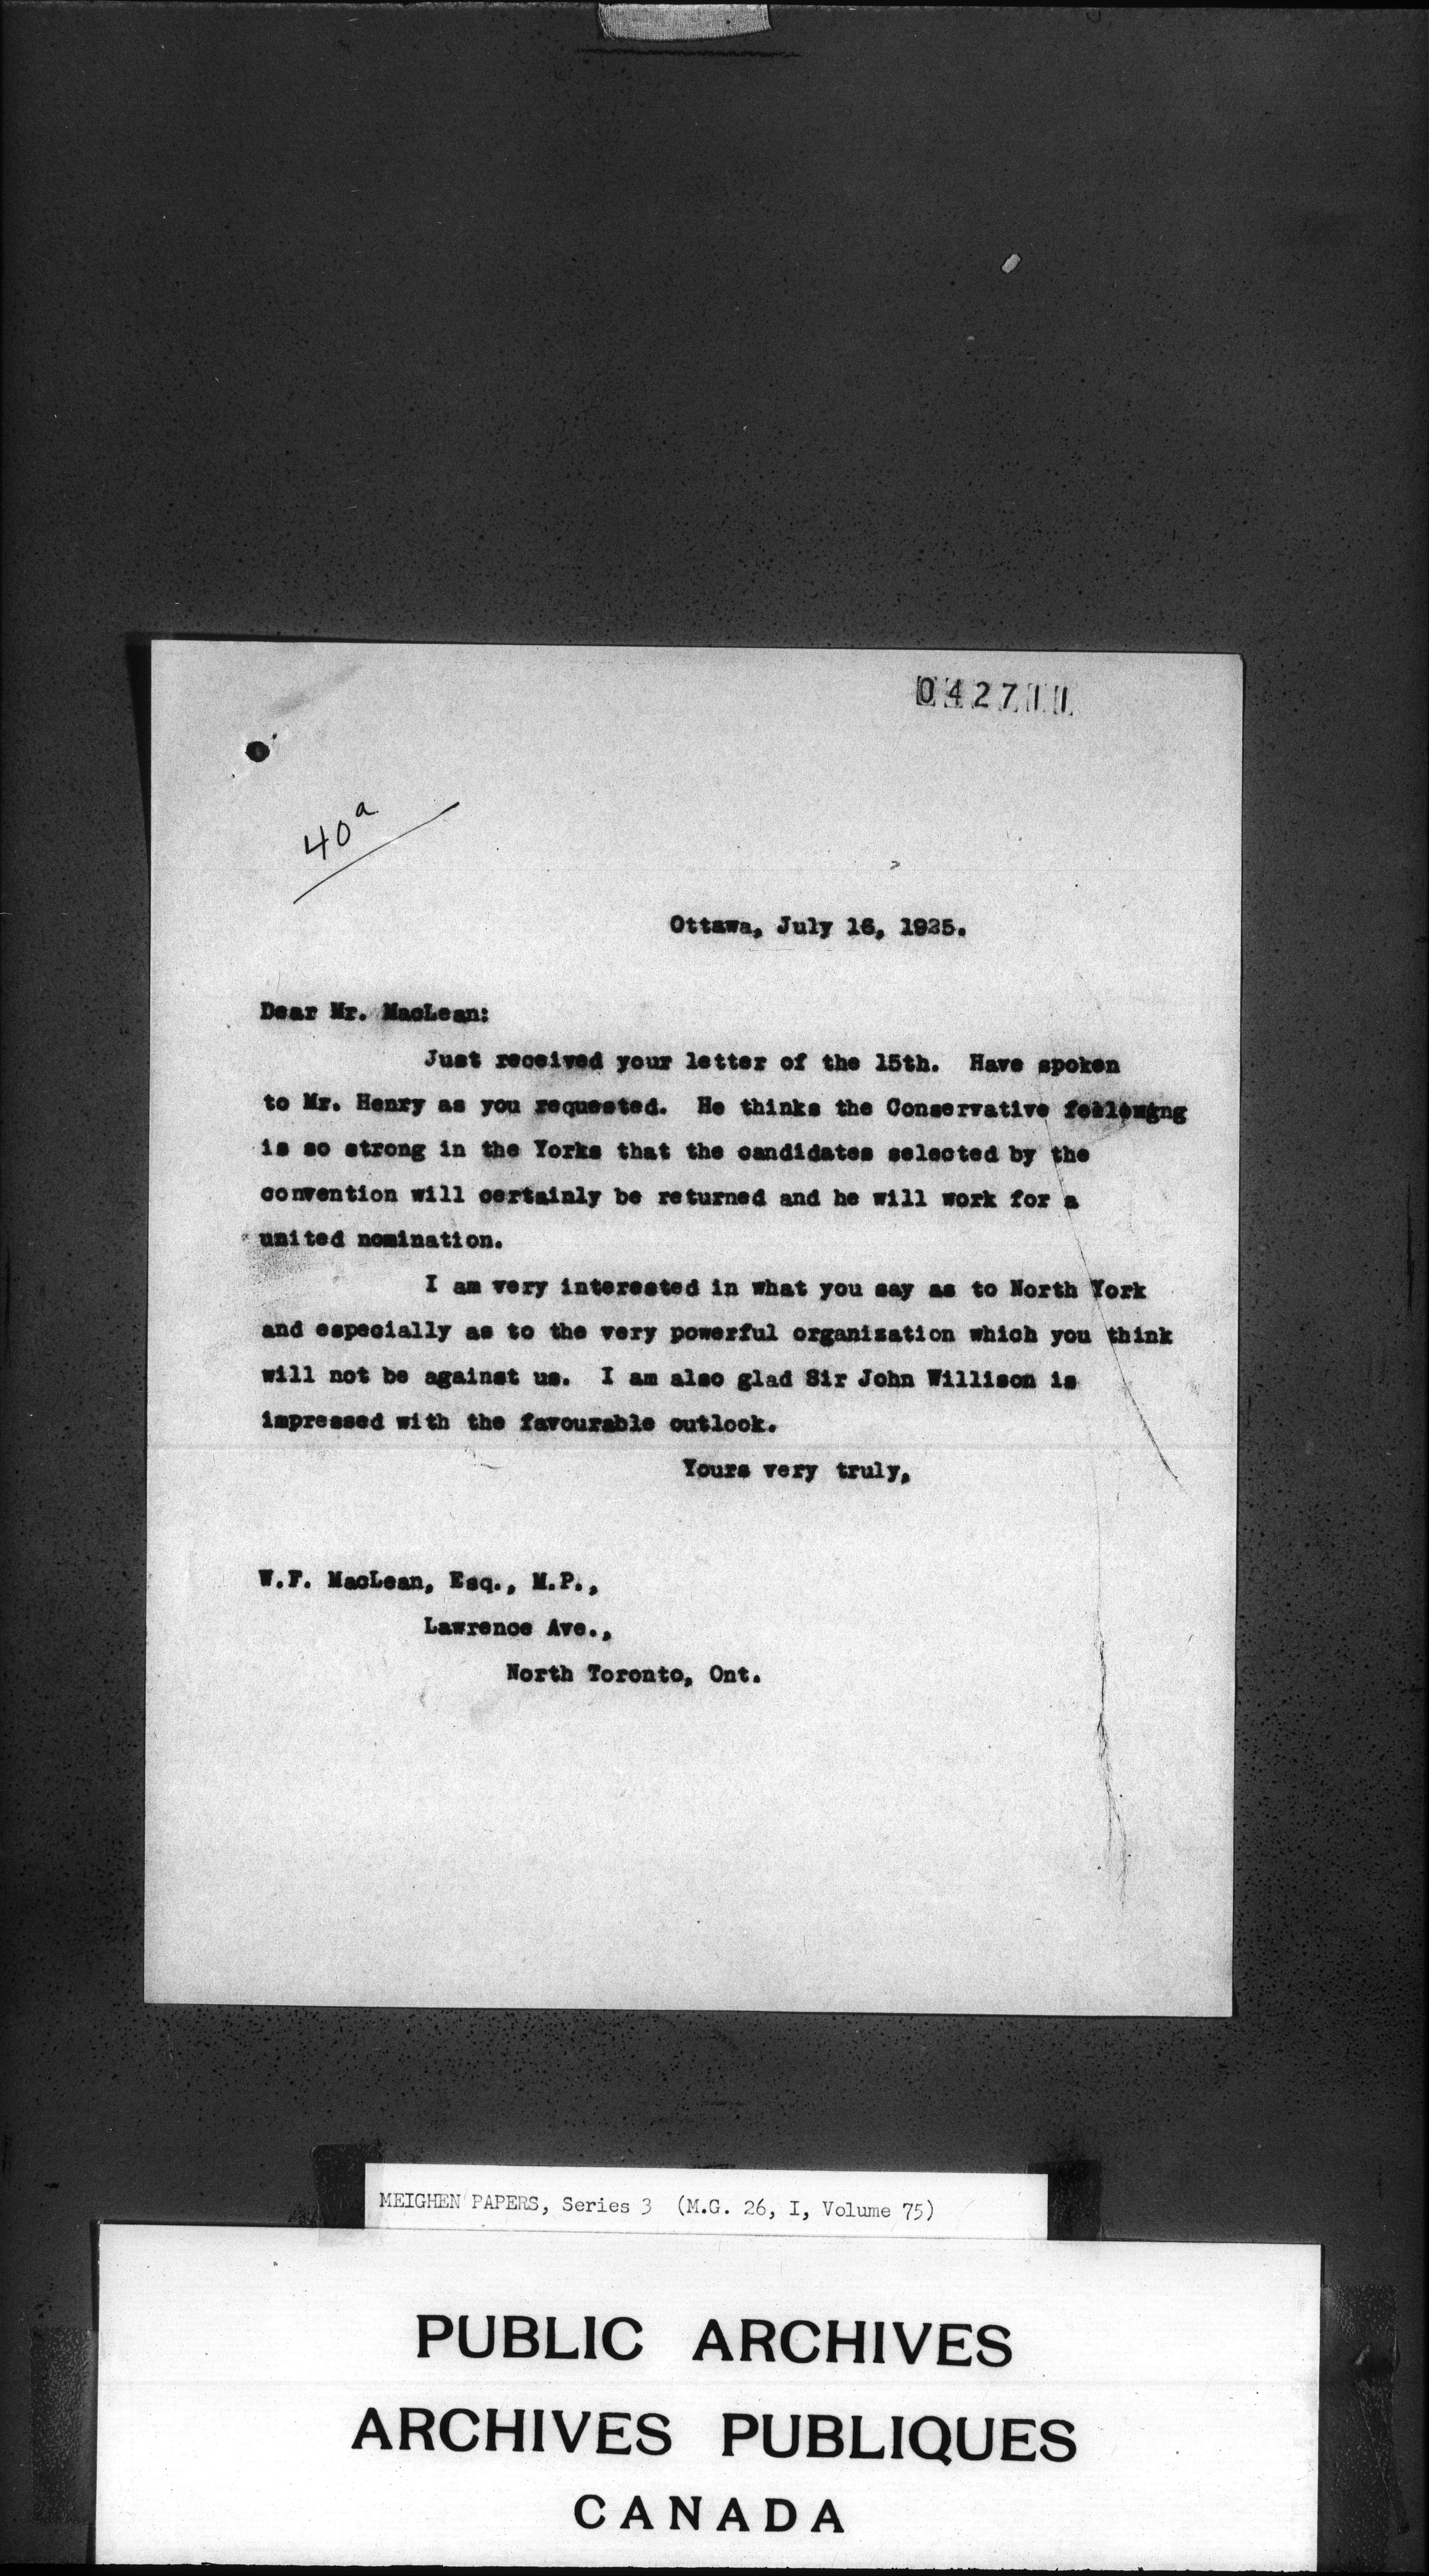 042711
40a
Ottawa, July 16, 1925.
Dear Mr. MacLean:
Just received your letter of the 15th. Have spoken
to Mr. Henry as you requested. He thinks the Conservative
is so strong in the Yorks that the candidates selected by the
convention will certainly be returned and he will work for a
united nomination.
I am very interested in what you say as to North York
and especially as to the very powerful organization which you think
will not be against us. I am also glad Sir John Willison is
impressed with the favourable outlook.
Yours very truly,
W.F. MacLean, Esq., M.P.,
Lawrence Ave.,
North Toronto, Ont.
MEIGHEN PAPERS, Series 3 (M.G. 26, I, Volume 75)
PUBLIC ARCHIVES
ARCHIVES PUBLIQUES
CANADA